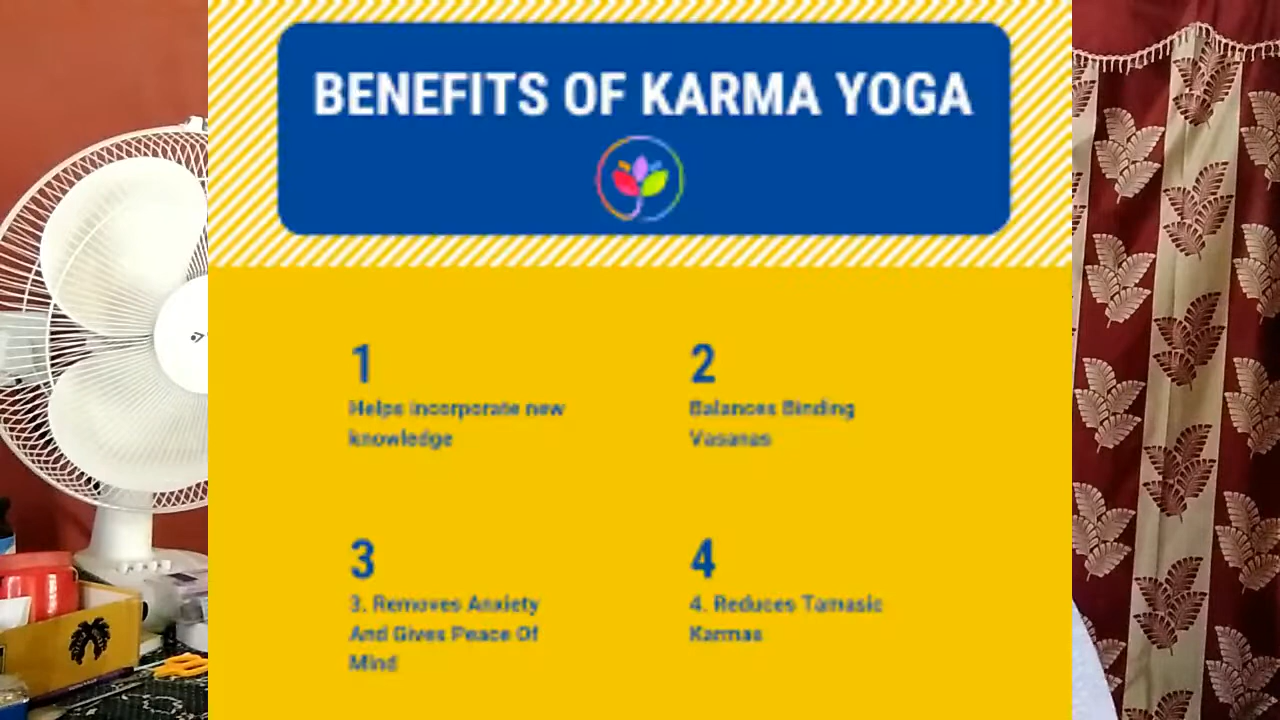 BENEFITS OF KARMA YOGA
1
Helps incorporate new
knowledge
2
Balances Binding
Vasanas
3
3. Removes Anxiety
And Gives Peace Of
Mind
4
4. Reduces Tamasic
Karmas